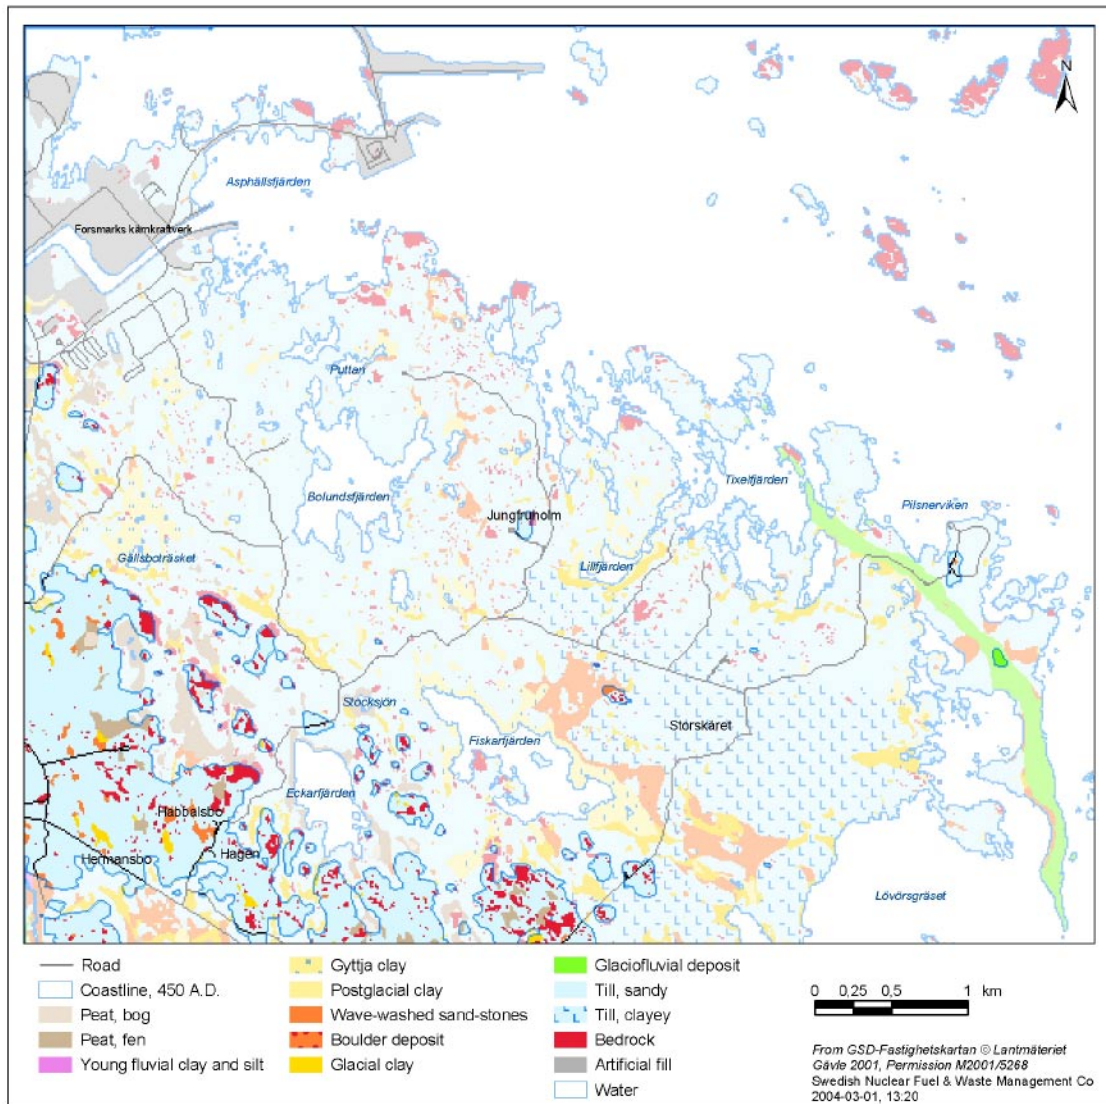 N
Asphällsfjärden
Forsmarks kärnkraftverk
Puttan
Bolundsfjärden
Jungfruholm
Tixelfjärden
Pilsnerviken
Gällsboträsket
Lillfjärden
Stocksjön
Storskäret
Fiskarfjärden
Eckarfjärden
Habbalsbo
Hermansbo
Hagen
Lövörsgräset
Road
Coastline, 450 A.D.
Peat, bog
Peat, fen
Young fluvial clay and silt
Gyttja clay
Postglacial clay
Wave-washed sand-stones
Boulder deposit
Glacial clay
Glaciofluvial deposit
Till, sandy
Till, clayey
Bedrock
Artificial fill
Water
0 0,25 0,5 1 km
From GSD-Fastighetskartan © Lantmäteriet
Gävle 2001, Permission M2001/5268
Swedish Nuclear Fuel & Waste Management Co
2004-03-01, 13:20